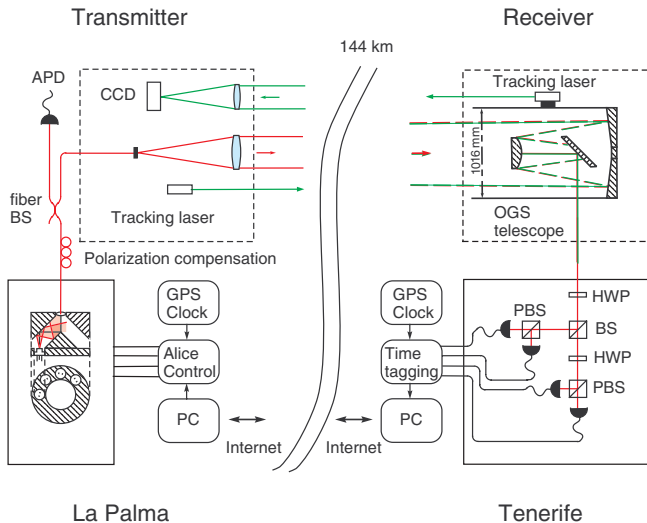 Transmitter
Receiver
144 km
APD
CCD
Tracking laser
1016 mm
fiber
BS
Tracking laser
OGS
telescope
Polarization compensation
GPS
Clock
GPS
Clock
HWP
PBS
BS
Alice
Control
Time
tagging
HWP
PBS
PC
PC
Internet
Internet
La Palma
Tenerife